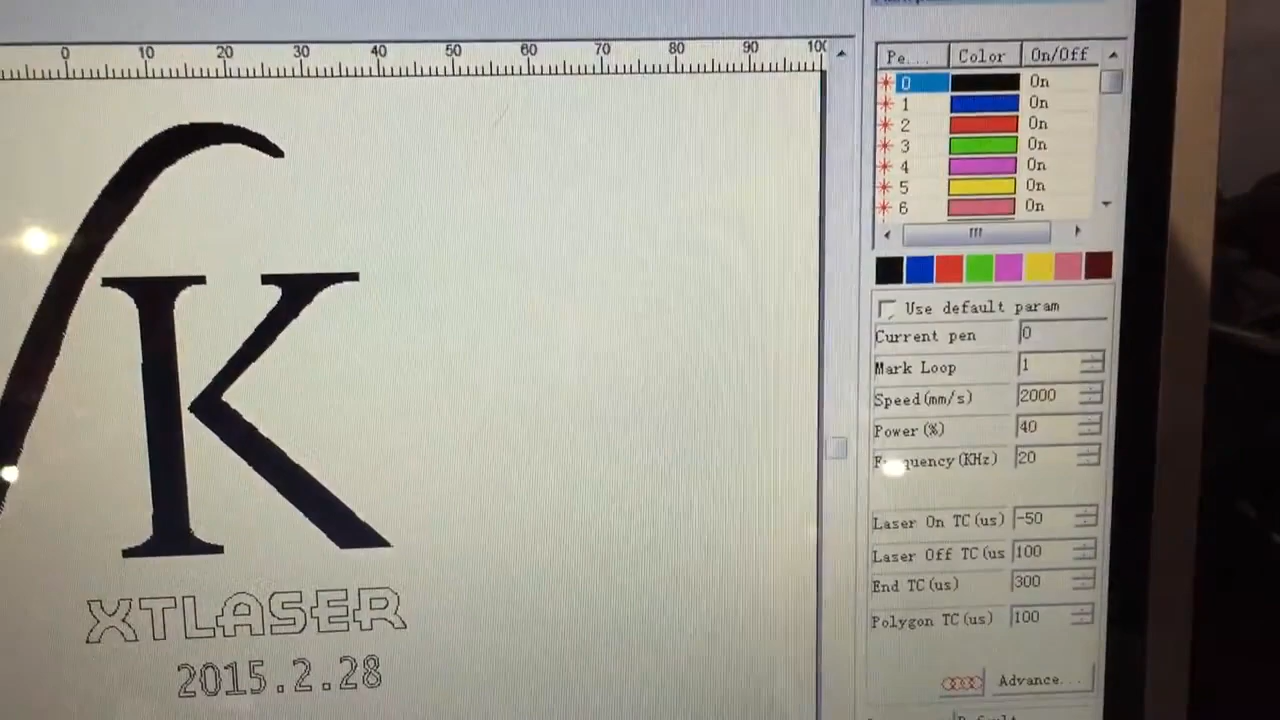 0 10 20 30 40 50 60 70 80 90
Pe... Color On/Off
0 On
1 On
2 On
3 On
4 On
5 On
6 On
Use default param
Current pen 0
Mark Loop 1
Speed(mm/s) 2000
Power(%) 40
Frequency(KHz) 20
Laser On TC(us) -50
Laser Off TC(us 100
End TC(us) 300
Polygon TC(us) 100
Advance...
K
XTLASER
2015.2.28